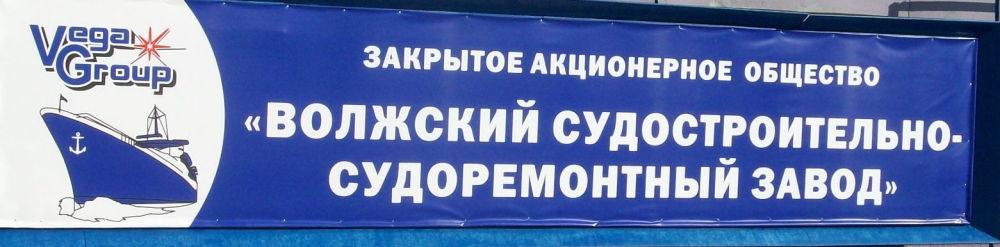 Vega
Group
ЗАКРЫТОЕ АКЦИОНЕРНОЕ ОБЩЕСТВО
«ВОЛЖСКИЙ СУДОСТРОИТЕЛЬНО-
СУДОРЕМОНТНЫЙ ЗАВОД»